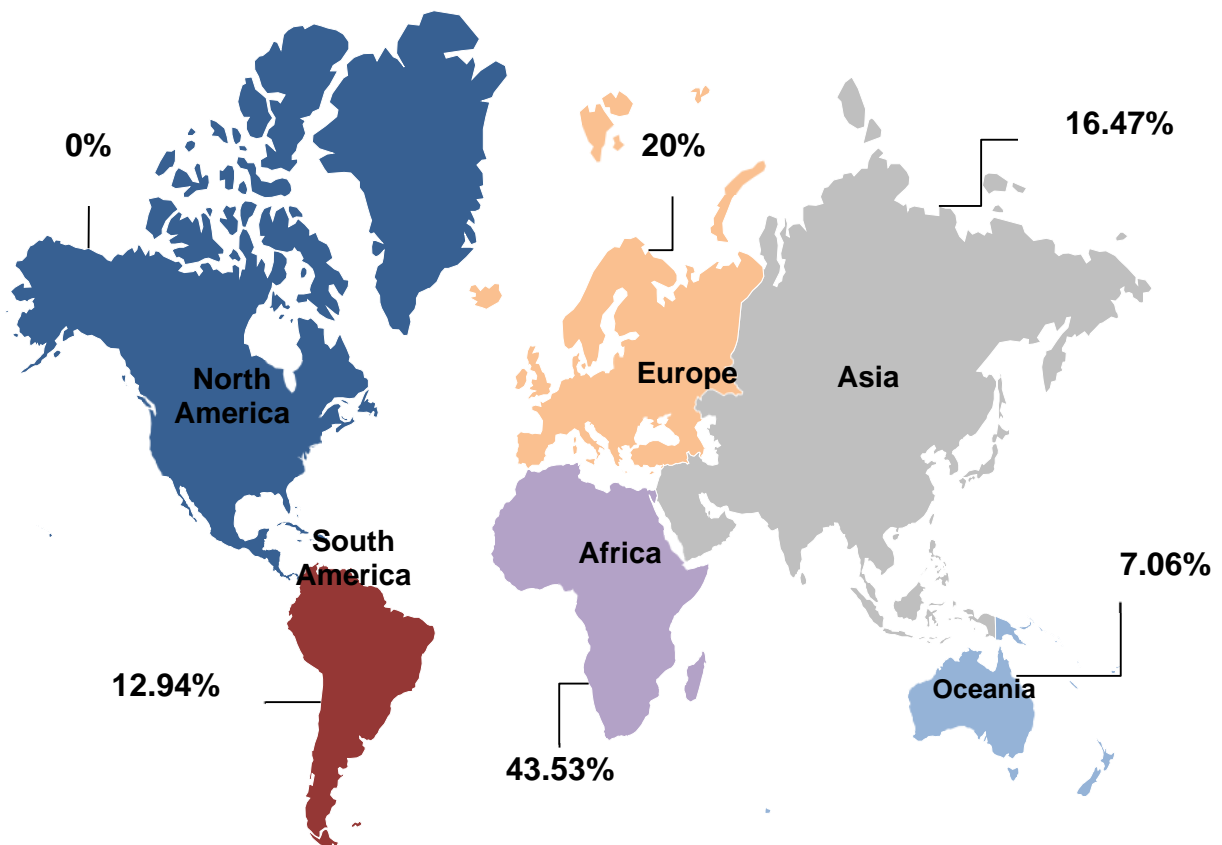 16.47%
0%
20%
North
America
Europe
Asia
South
America
Africa
7.06%
Oceania
12.94%
43.53%